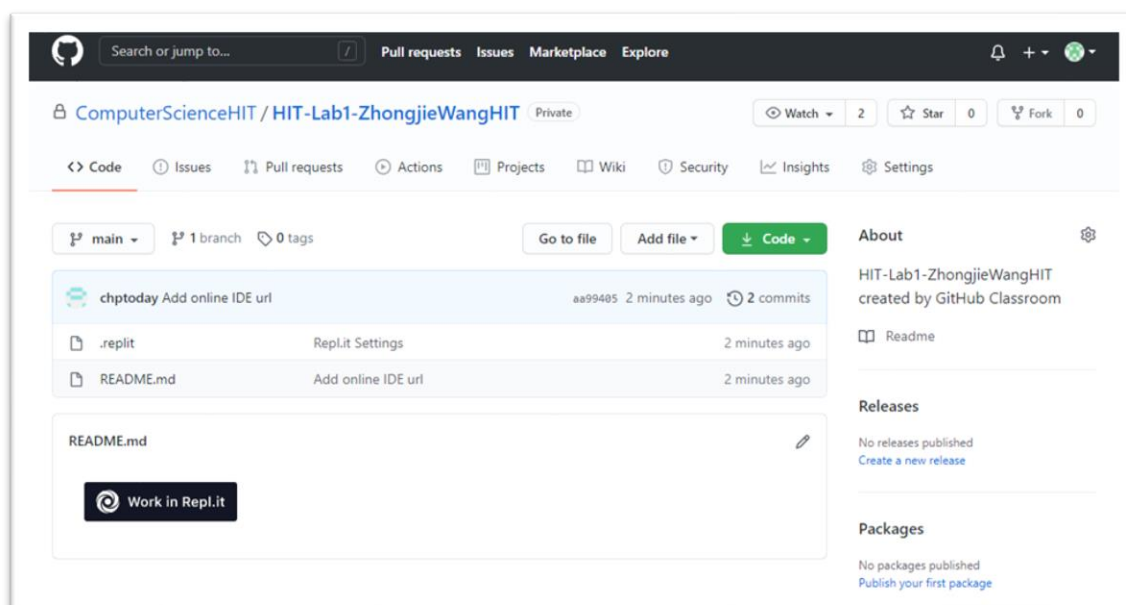 Search or jump to... / Pull requests Issues Marketplace Explore
ComputerScienceHIT / HIT-Lab1-ZhongjieWangHIT Private Watch 2 Star 0 Fork 0
<> Code Issues Pull requests Actions Projects Wiki Security Insights Settings
main 1 branch 0 tags Go to file Add file Code
About
chptoday Add online IDE url aa99405 2 minutes ago 2 commits
HIT-Lab1-ZhongjieWangHIT
created by GitHub Classroom
.replit Repl.it Settings 2 minutes ago
README.md Add online IDE url 2 minutes ago
Readme
README.md
Work in Repl.it
Releases
No releases published
Create a new release
Packages
No packages published
Publish your first package